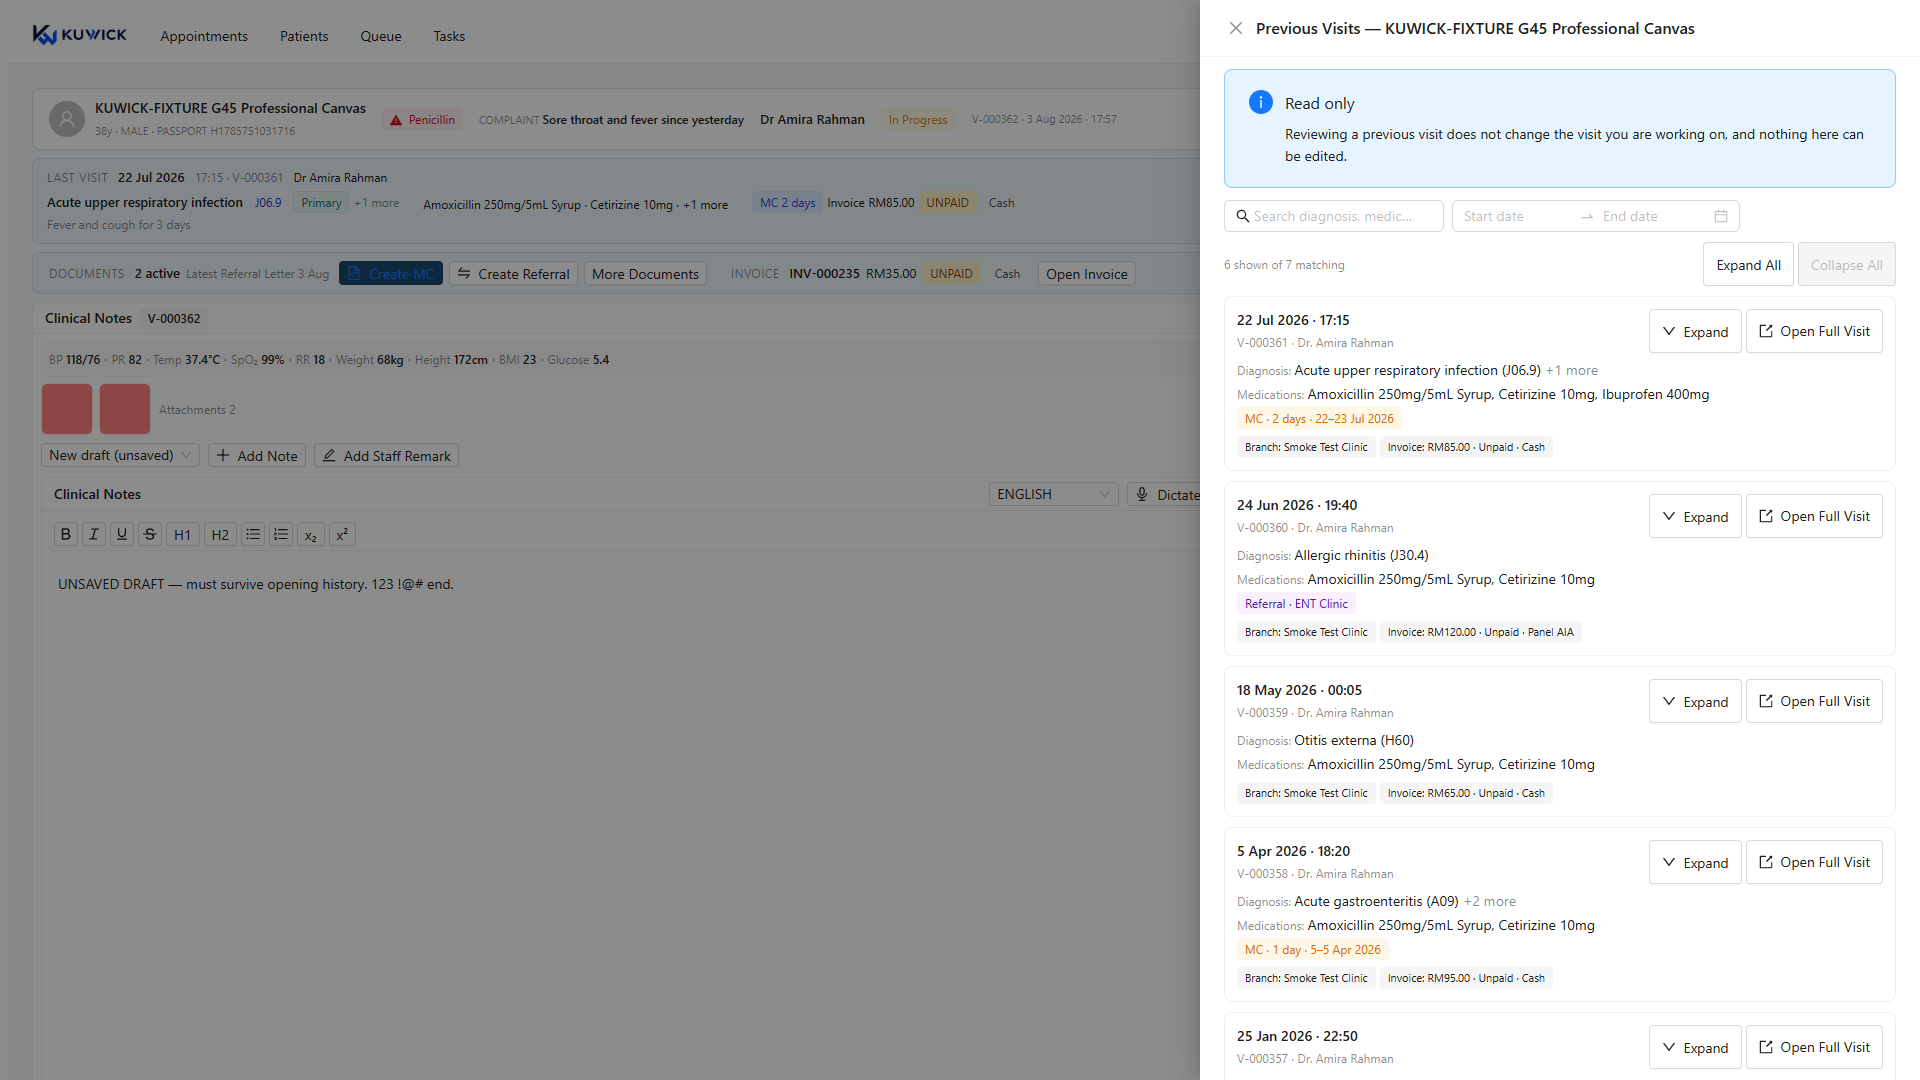 KUWICK Appointments Patients Queue Tasks
KUWICK-FIXTURE G45 Professional Canvas
38y · MALE · PASSPORT H1785751031716
Penicillin
COMPLAINT Sore throat and fever since yesterday
Dr Amira Rahman
In Progress
V-000362 · 3 Aug 2026 · 17:57
LAST VISIT 22 Jul 2026 17:15 · V-000361 Dr Amira Rahman
Acute upper respiratory infection J06.9 Primary +1 more Amoxicillin 250mg/5mL Syrup · Cetirizine 10mg · +1 more MC 2 days Invoice RM85.00 UNPAID Cash
Fever and cough for 3 days
DOCUMENTS 2 active Latest Referral Letter 3 Aug Create MC Create Referral More Documents INVOICE INV-000235 RM35.00 UNPAID Cash Open Invoice
Clinical Notes V-000362
BP 118/76 · PR 82 · Temp 37.4°C · SpO₂ 99% · RR 18 · Weight 68kg · Height 172cm · BMI 23 · Glucose 5.4
Attachments 2
New draft (unsaved) Add Note Add Staff Remark
Clinical Notes ENGLISH Dictate
B I U S H1 H2 x₂ x²
UNSAVED DRAFT — must survive opening history. 123 !@# end.
Previous Visits — KUWICK-FIXTURE G45 Professional Canvas
Read only
Reviewing a previous visit does not change the visit you are working on, and nothing here can
be edited.
Search diagnosis, medic... Start date End date
6 shown of 7 matching Expand All Collapse All
22 Jul 2026 · 17:15 Expand Open Full Visit
V-000361 · Dr. Amira Rahman
Diagnosis: Acute upper respiratory infection (J06.9) +1 more
Medications: Amoxicillin 250mg/5mL Syrup, Cetirizine 10mg, Ibuprofen 400mg
MC · 2 days · 22–23 Jul 2026
Branch: Smoke Test Clinic Invoice: RM85.00 · Unpaid · Cash
24 Jun 2026 · 19:40 Expand Open Full Visit
V-000360 · Dr. Amira Rahman
Diagnosis: Allergic rhinitis (J30.4)
Medications: Amoxicillin 250mg/5mL Syrup, Cetirizine 10mg
Referral · ENT Clinic
Branch: Smoke Test Clinic Invoice: RM120.00 · Unpaid · Panel AIA
18 May 2026 · 00:05 Expand Open Full Visit
V-000359 · Dr. Amira Rahman
Diagnosis: Otitis externa (H60)
Medications: Amoxicillin 250mg/5mL Syrup, Cetirizine 10mg
Branch: Smoke Test Clinic Invoice: RM65.00 · Unpaid · Cash
5 Apr 2026 · 18:20 Expand Open Full Visit
V-000358 · Dr. Amira Rahman
Diagnosis: Acute gastroenteritis (A09) +2 more
Medications: Amoxicillin 250mg/5mL Syrup, Cetirizine 10mg
MC · 1 day · 5–5 Apr 2026
Branch: Smoke Test Clinic Invoice: RM95.00 · Unpaid · Cash
25 Jan 2026 · 22:50 Expand Open Full Visit
V-000357 · Dr. Amira Rahman